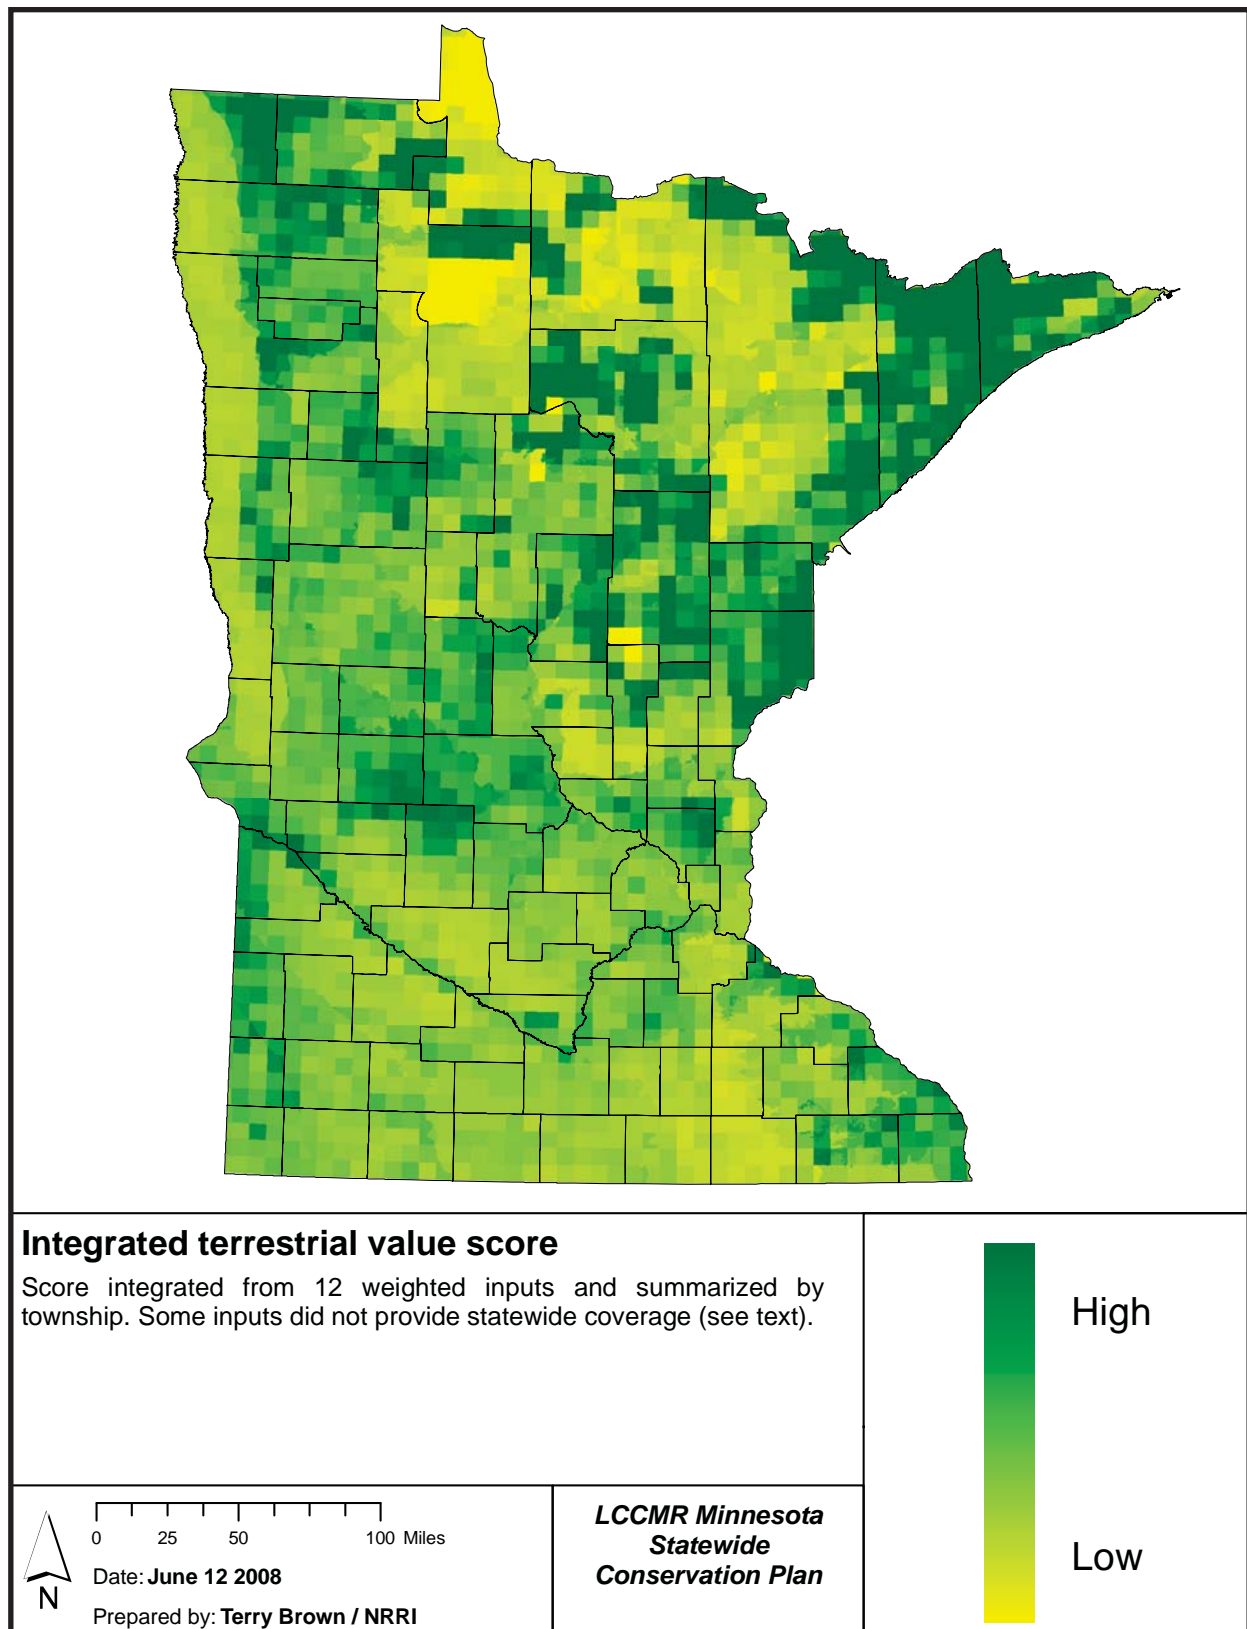 Integrated terrestrial value score
Score integrated from 12 weighted inputs and summarized by
township. Some inputs did not provide statewide coverage (see text).
High
Low
0 25 50 100 Miles
N
Date: June 12 2008
Prepared by: Terry Brown / NRRI
LCCMR Minnesota
Statewide
Conservation Plan